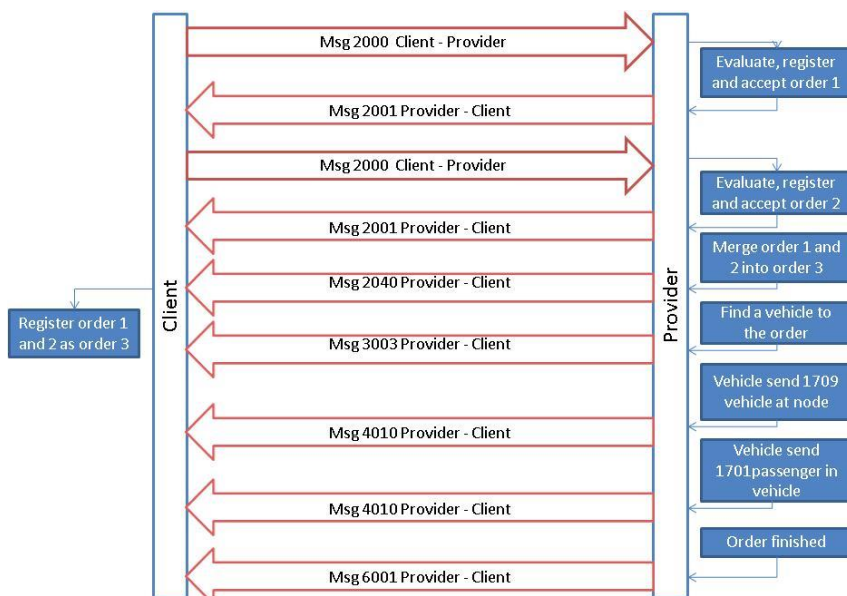 Msg 2000 Client - Provider
Evaluate, register
and accept order 1
Msg 2001 Provider - Client
Msg 2000 Client - Provider
Evaluate, register
and accept order 2
Msg 2001 Provider - Client
Merge order 1 and
2 into order 3
Msg 2040 Provider - Client
Client
Provider
Register order 1
and 2 as order 3
Find a vehicle to
the order
Msg 3003 Provider - Client
Vehicle send 1709
vehicle at node
Msg 4010 Provider - Client
Vehicle send
1701passenger in
vehicle
Msg 4010 Provider - Client
Order finished
Msg 6001 Provider - Client